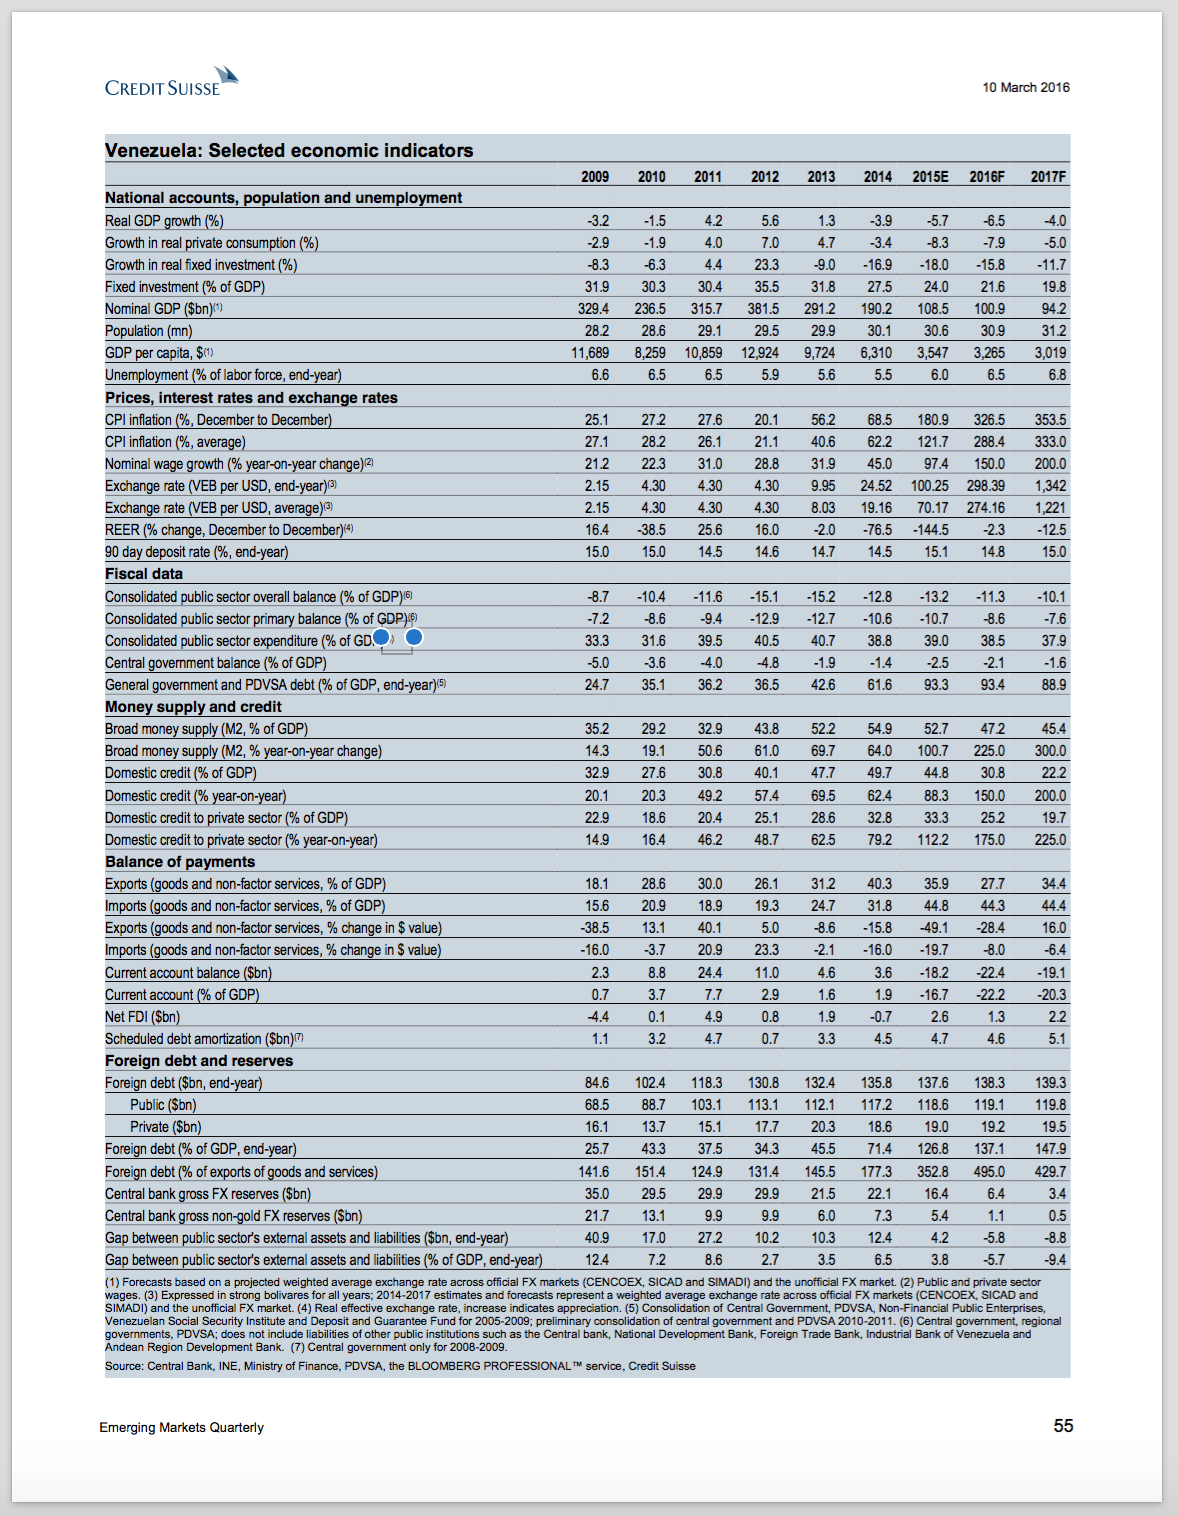 CREDIT SUISSE
10 March 2016
Venezuela: Selected economic indicators
2009 2010 2011 2012 2013 2014 2015E 2016F 2017F
National accounts, population and unemployment
Real GDP growth (%) -3.2 -1.5 4.2 5.6 1.3 -3.9 -5.7 -6.5 -4.0
Growth in real private consumption (%) -2.9 -1.9 4.0 7.0 4.7 -3.4 -8.3 -7.9 -5.0
Growth in real fixed investment (%) -8.3 -6.3 4.4 23.3 -9.0 -16.9 -18.0 -15.8 -11.7
Fixed investment (% of GDP) 31.9 30.3 30.4 35.5 31.8 27.5 24.0 21.6 19.8
Nominal GDP ($bn)(1) 329.4 236.5 315.7 381.5 291.2 190.2 108.5 100.9 94.2
Population (mn) 28.2 28.6 29.1 29.5 29.9 30.1 30.6 30.9 31.2
GDP per capita, $(1) 11,689 8,259 10,859 12,924 9,724 6,310 3,547 3,265 3,019
Unemployment (% of labor force, end-year) 6.6 6.5 6.5 5.9 5.6 5.5 6.0 6.5 6.8
Prices, interest rates and exchange rates
CPI inflation (%, December to December) 25.1 27.2 27.6 20.1 56.2 68.5 180.9 326.5 353.5
CPI inflation (%, average) 27.1 28.2 26.1 21.1 40.6 62.2 121.7 288.4 333.0
Nominal wage growth (% year-on-year change)(2) 21.2 22.3 31.0 28.8 31.9 45.0 97.4 150.0 200.0
Exchange rate (VEB per USD, end-year)(3) 2.15 4.30 4.30 4.30 9.95 24.52 100.25 298.39 1,342
Exchange rate (VEB per USD, average)(3) 2.15 4.30 4.30 4.30 8.03 19.16 70.17 274.16 1,221
REER (% change, December to December)(4) 16.4 -38.5 25.6 16.0 -2.0 -76.5 -144.5 -2.3 -12.5
90 day deposit rate (%, end-year) 15.0 15.0 14.5 14.6 14.7 14.5 15.1 14.8 15.0
Fiscal data
Consolidated public sector overall balance (% of GDP)(6) -8.7 -10.4 -11.6 -15.1 -15.2 -12.8 -13.2 -11.3 -10.1
Consolidated public sector primary balance (% of GDP)(6) -7.2 -8.6 -9.4 -12.9 -12.7 -10.6 -10.7 -8.6 -7.6
Consolidated public sector expenditure (% of GD 33.3 31.6 39.5 40.5 40.7 38.8 39.0 38.5 37.9
Central government balance (% of GDP) -5.0 -3.6 -4.0 -4.8 -1.9 -1.4 -2.5 -2.1 -1.6
General government and PDVSA debt (% of GDP, end-year)(5) 24.7 35.1 36.2 36.5 42.6 61.6 93.3 93.4 88.9
Money supply and credit
Broad money supply (M2, % of GDP) 35.2 29.2 32.9 43.8 52.2 54.9 52.7 47.2 45.4
Broad money supply (M2, % year-on-year change) 14.3 19.1 50.6 61.0 69.7 64.0 100.7 225.0 300.0
Domestic credit (% of GDP) 32.9 27.6 30.8 40.1 47.7 49.7 44.8 30.8 22.2
Domestic credit (% year-on-year) 20.1 20.3 49.2 57.4 69.5 62.4 88.3 150.0 200.0
Domestic credit to private sector (% of GDP) 22.9 18.6 20.4 25.1 28.6 32.8 33.3 25.2 19.7
Domestic credit to private sector (% year-on-year) 14.9 16.4 46.2 48.7 62.5 79.2 112.2 175.0 225.0
Balance of payments
Exports (goods and non-factor services, % of GDP) 18.1 28.6 30.0 26.1 31.2 40.3 35.9 27.7 34.4
Imports (goods and non-factor services, % of GDP) 15.6 20.9 18.9 19.3 24.7 31.8 44.8 44.3 44.4
Exports (goods and non-factor services, % change in $ value) -38.5 13.1 40.1 5.0 -8.6 -15.8 -49.1 -28.4 16.0
Imports (goods and non-factor services, % change in $ value) -16.0 -3.7 20.9 23.3 -2.1 -16.0 -19.7 -8.0 -6.4
Current account balance ($bn) 2.3 8.8 24.4 11.0 4.6 3.6 -18.2 -22.4 -19.1
Current account (% of GDP) 0.7 3.7 7.7 2.9 1.6 1.9 -16.7 -22.2 -20.3
Net FDI ($bn) -4.4 0.1 4.9 0.8 1.9 -0.7 2.6 1.3 2.2
Scheduled debt amortization ($bn)(7) 1.1 3.2 4.7 0.7 3.3 4.5 4.7 4.6 5.1
Foreign debt and reserves
Foreign debt ($bn, end-year) 84.6 102.4 118.3 130.8 132.4 135.8 137.6 138.3 139.3
Public ($bn) 68.5 88.7 103.1 113.1 112.1 117.2 118.6 119.1 119.8
Private ($bn) 16.1 13.7 15.1 17.7 20.3 18.6 19.0 19.2 19.5
Foreign debt (% of GDP, end-year) 25.7 43.3 37.5 34.3 45.5 71.4 126.8 137.1 147.9
Foreign debt (% of exports of goods and services) 141.6 151.4 124.9 131.4 145.5 177.3 352.8 495.0 429.7
Central bank gross FX reserves ($bn) 35.0 29.5 29.9 29.9 21.5 22.1 16.4 6.4 3.4
Central bank gross non-gold FX reserves ($bn) 21.7 13.1 9.9 9.9 6.0 7.3 5.4 1.1 0.5
Gap between public sector's external assets and liabilities ($bn, end-year) 40.9 17.0 27.2 10.2 10.3 12.4 4.2 -5.8 -8.8
Gap between public sector's external assets and liabilities (% of GDP, end-year) 12.4 7.2 8.6 2.7 3.5 6.5 3.8 -5.7 -9.4
(1) Forecasts based on a projected weighted average exchange rate across official FX markets (CENCOEX, SICAD and SIMADI) and the unofficial FX market. (2) Public and private sector
wages. (3) Expressed in strong bolivares for all years; 2014-2017 estimates and forecasts represent a weighted average exchange rate across official FX markets (CENCOEX, SICAD and
SIMADI) and the unofficial FX market. (4) Real effective exchange rate, increase indicates appreciation. (5) Consolidation of Central Government, PDVSA, Non-Financial Public Enterprises,
Venezuelan Social Security Institute and Deposit and Guarantee Fund for 2005-2009; preliminary consolidation of central government and PDVSA 2010-2011. (6) Central government, regional
governments, PDVSA; does not include liabilities of other public institutions such as the Central bank, National Development Bank, Foreign Trade Bank, Industrial Bank of Venezuela and
Andean Region Development Bank. (7) Central government only for 2008-2009.
Source: Central Bank, INE, Ministry of Finance, PDVSA, the BLOOMBERG PROFESSIONAL™ service, Credit Suisse
Emerging Markets Quarterly
55